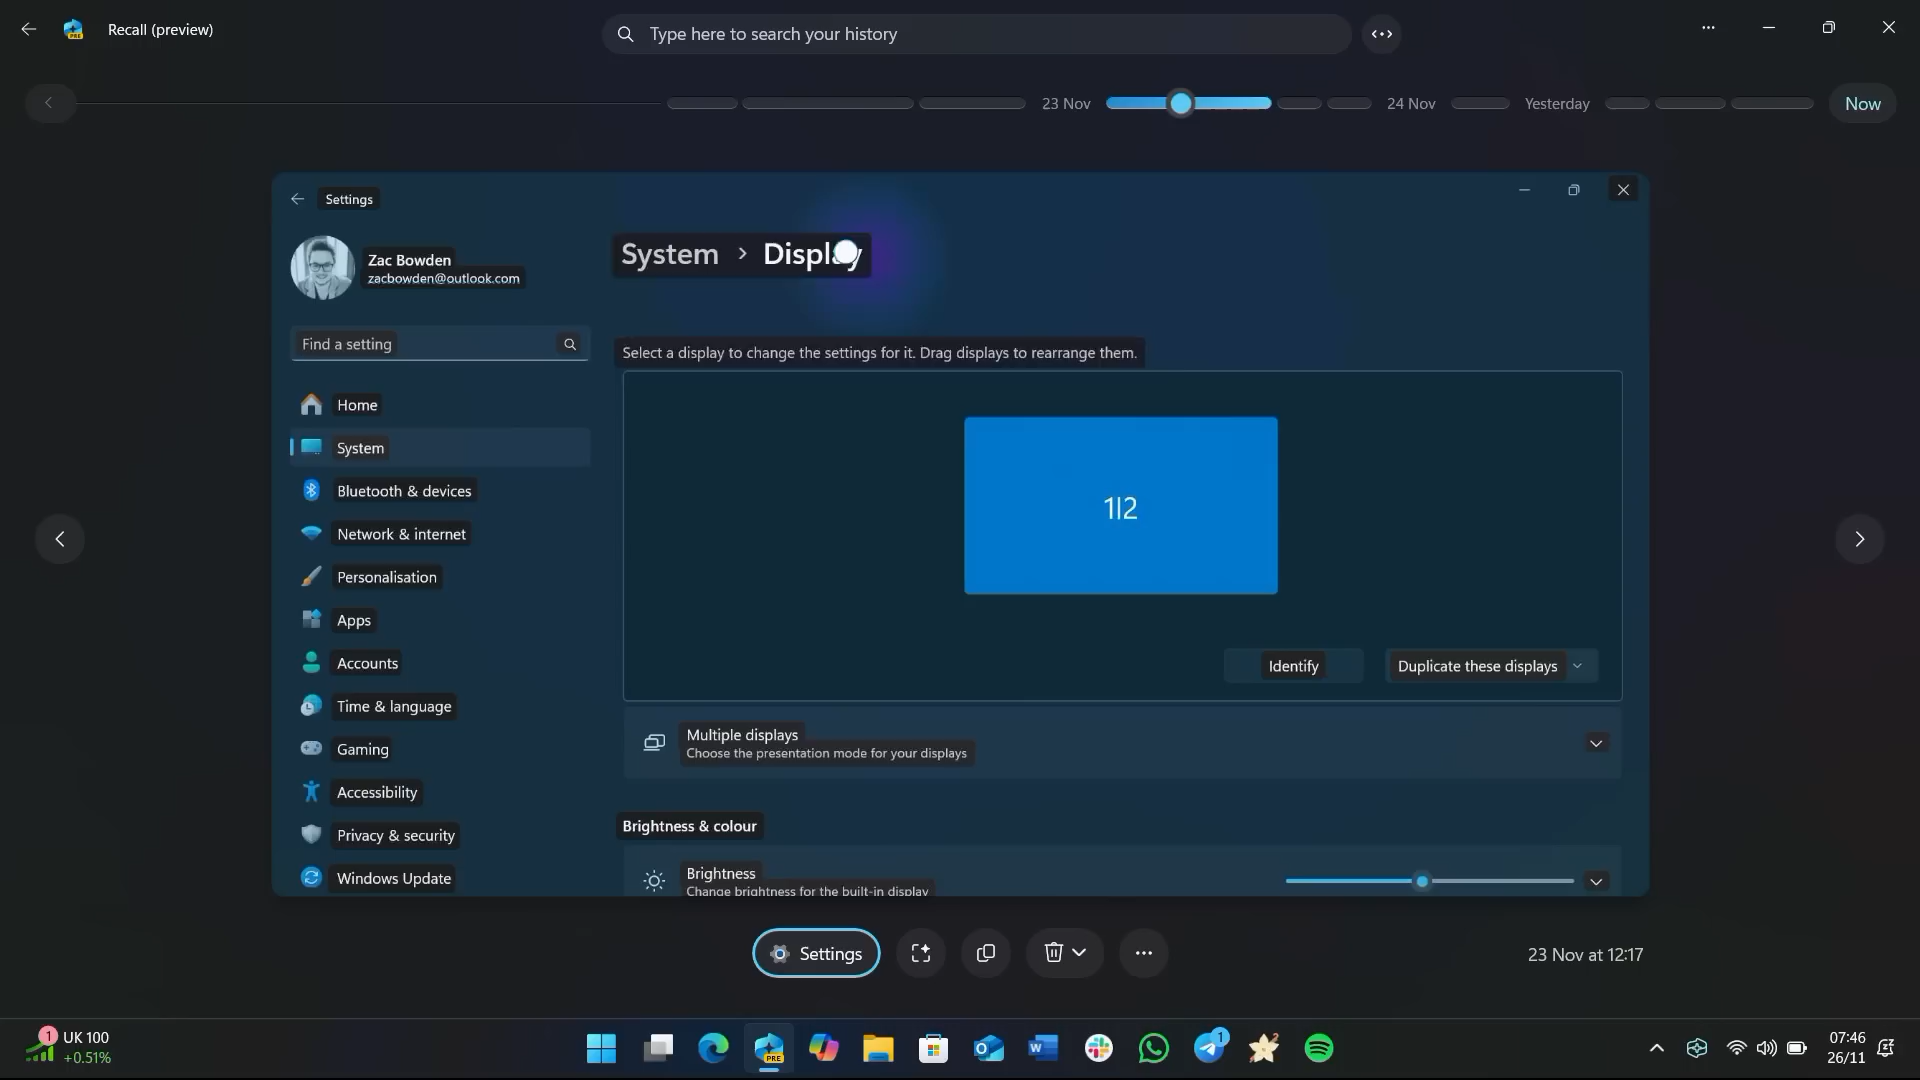 Recall (preview)
Type here to search your history
23 Nov
24 Nov
Yesterday
Now
Settings
Zac Bowden
zacbowden@outlook.com
Find a setting
Home
System
Bluetooth & devices
Network & internet
Personalisation
Apps
Accounts
Time & language
Gaming
Accessibility
Privacy & security
Windows Update
System > Display
Select a display to change the settings for it. Drag displays to rearrange them.
1|2
Identify
Duplicate these displays
Multiple displays
Choose the presentation mode for your displays
Brightness & colour
Brightness
Change brightness for the built-in display
Settings
23 Nov at 12:17
1
UK 100
+0.51%
PRE
1
07:46
26/11